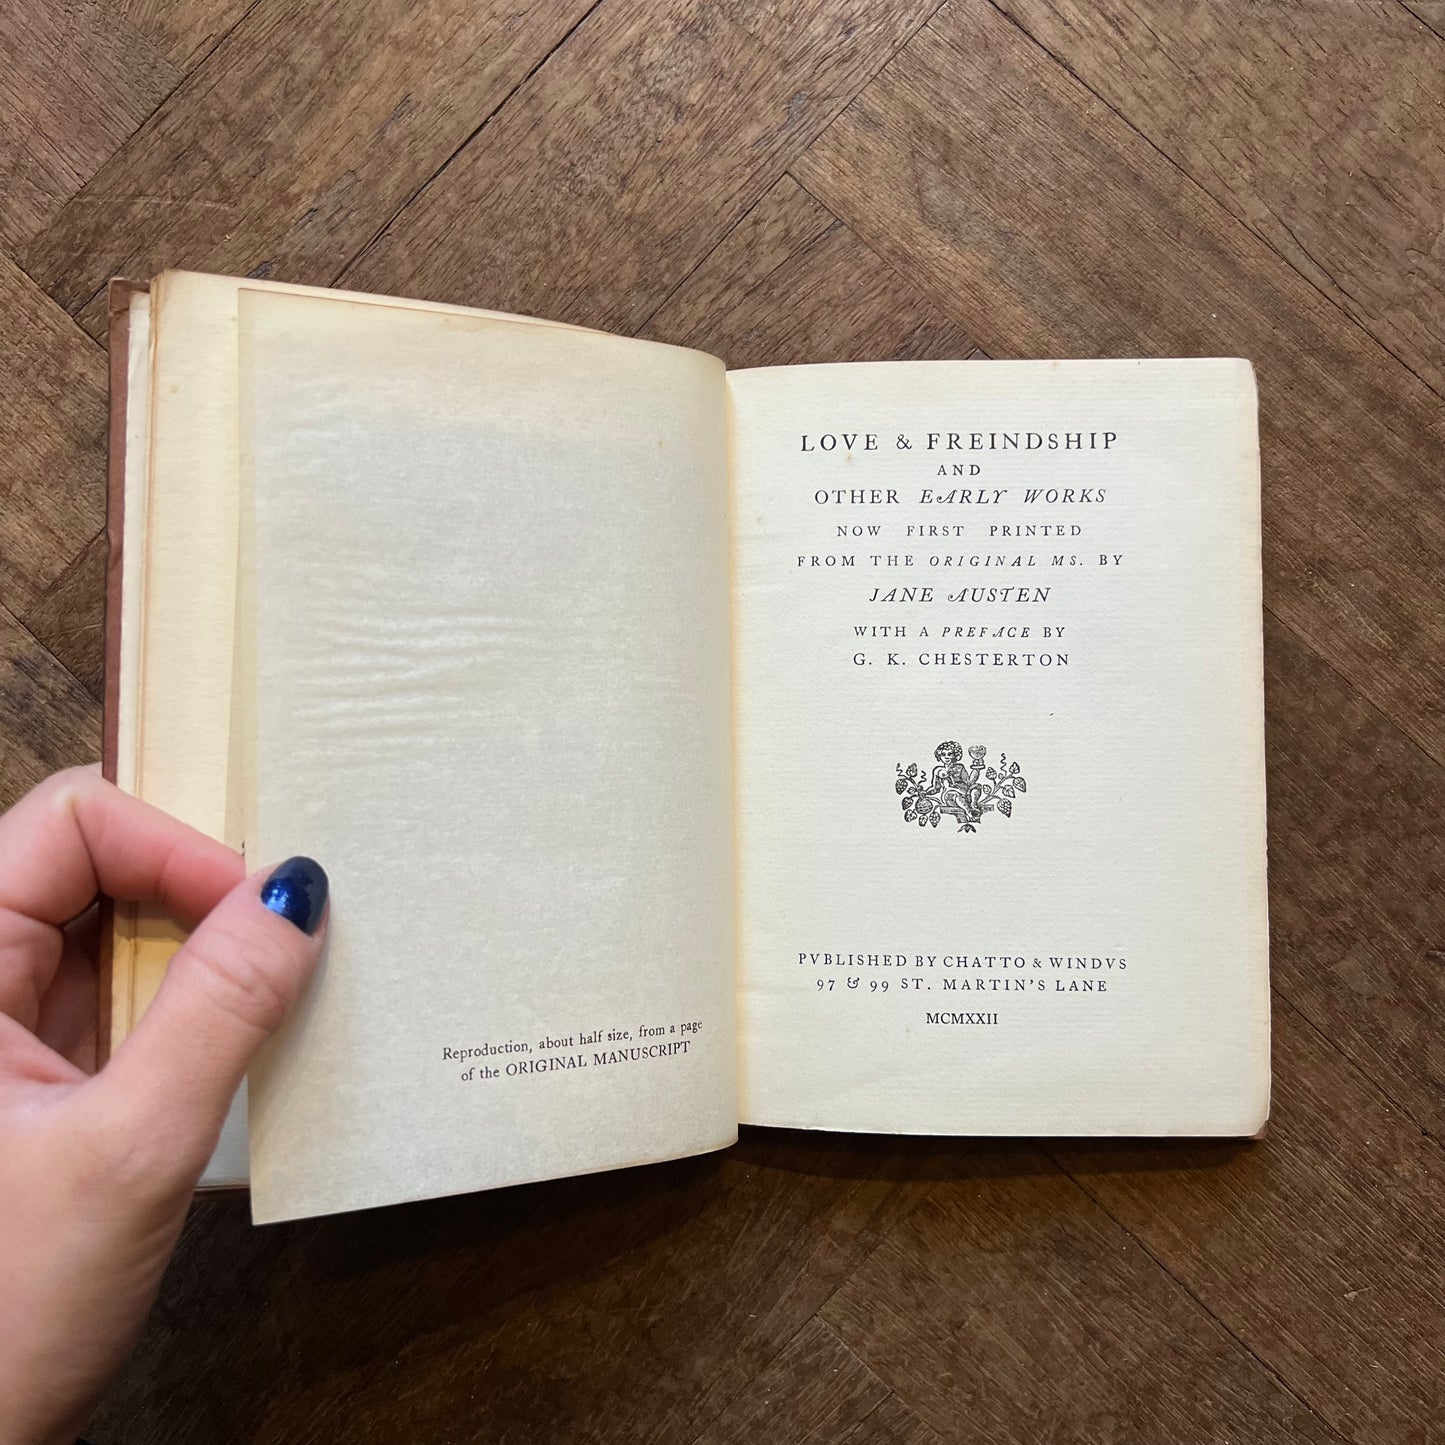 Reproduction, about half size, from a page
of the ORIGINAL MANUSCRIPT
LOVE & FREINDSHIP
AND
OTHER EARLY WORKS
NOW FIRST PRINTED
FROM THE ORIGINAL MS. BY
JANE AUSTEN
WITH A PREFACE BY
G. K. CHESTERTON
PVBLISHED BY CHATTO & WINDVS
97 & 99 ST. MARTIN'S LANE
MCMXXII